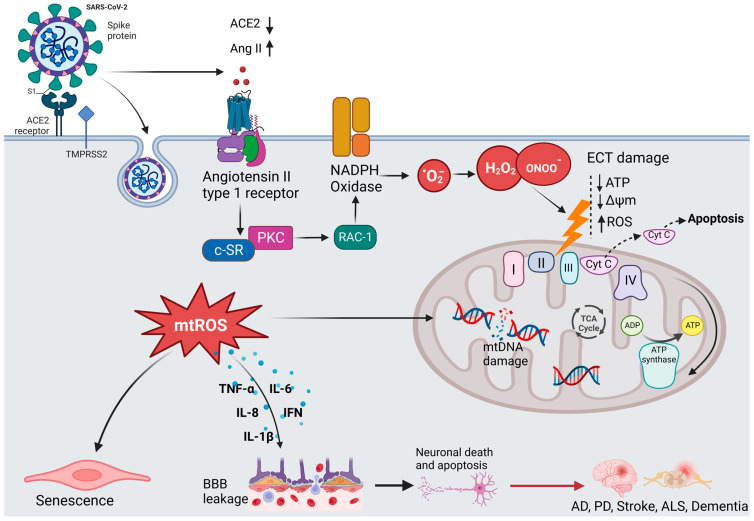 SARS-CoV-2
Spike
protein
S1
ACE2
receptor
TMPRSS2
ACE2
Ang II
Angiotensin II
type 1 receptor
c-SR
PKC
RAC-1
NADPH
Oxidase
•O₂⁻
H₂O₂
ONOO⁻
ECT damage
ATP
Δψm
ROS
Cyt C
Apoptosis
I
II
III
Cyt C
IV
mtROS
mtDNA
damage
TCA
Cycle
ADP
ATP
ATP
synthase
TNF-α
IL-6
IL-8
IFN
IL-1β
Senescence
BBB
leakage
Neuronal death
and apoptosis
AD, PD, Stroke, ALS, Dementia